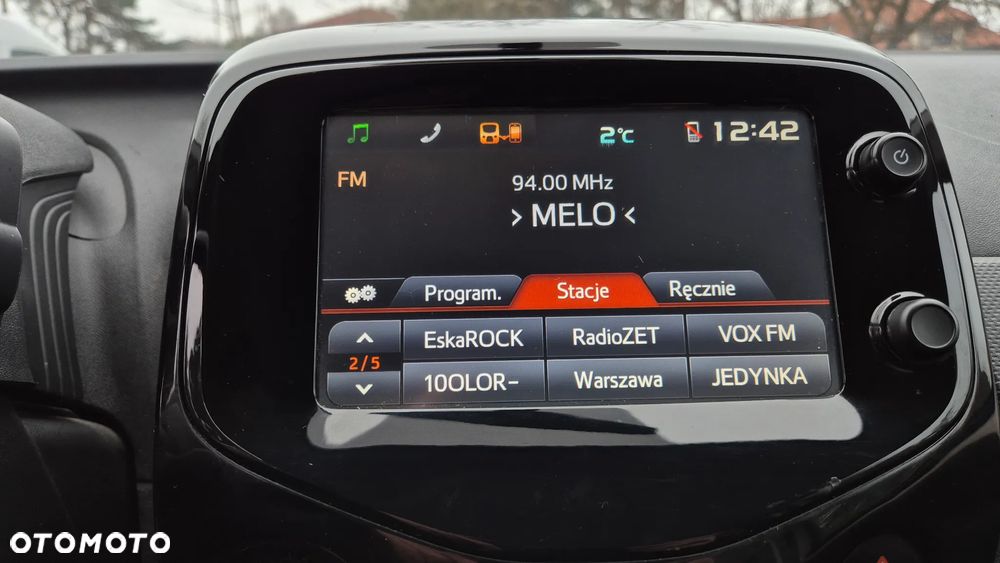 2°C 12:42
FM 94.00 MHz
> MELO <
Program. Stacje Ręcznie
EskaROCK RadioZET VOX FM
2/5
10OLOR- Warszawa JEDYNKA
OTOMOTO